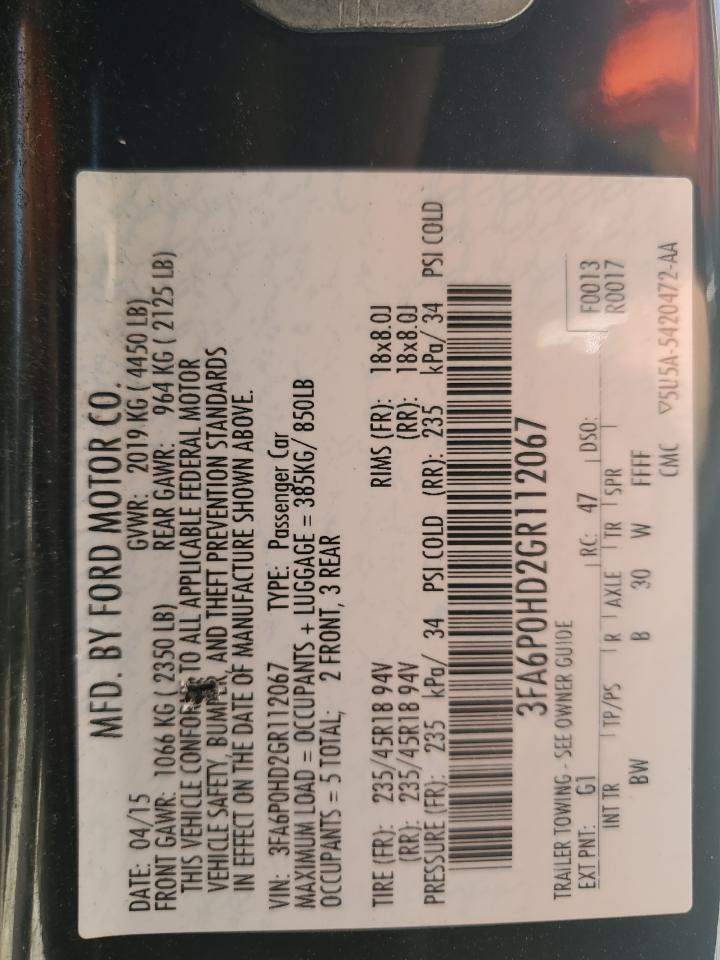 MFD. BY FORD MOTOR CO.
DATE: 04/15 GVWR: 2019 KG ( 4450 LB)
FRONT GAWR: 1066 KG ( 2350 LB) REAR GAWR: 964 KG ( 2125 LB)
THIS VEHICLE TO ALL APPLICABLE FEDERAL MOTOR
VEHICLE SAFETY, AND THEFT PREVENTION STANDARDS
IN EFFECT ON THE DATE OF MANUFACTURE SHOWN ABOVE.
VIN: 3FA6P0HD2GR112067 TYPE: Passenger Car
MAXIMUM LOAD = OCCUPANTS + LUGGAGE = 385KG/ 850LB
OCCUPANTS = 5 TOTAL; 2 FRONT, 3 REAR
TIRE (FR): 235/45R18 94V RIMS (FR): 18x8.0J
(RR): 235/45R18 94V (RR): 18x8.0J
PRESSURE (FR): 235 kPa/ 34 PSI COLD (RR): 235 kPa/ 34 PSI COLD
3FA6P0HD2GR112067
TRAILER TOWING - SEE OWNER GUIDE
EXT PNT: G1 RC: 47 DSO: F0013
R0017
INT TR TP/PS R AXLE TR SPR
BW B 30 W FFFF
CMC ▽5U5A-5420472-AA